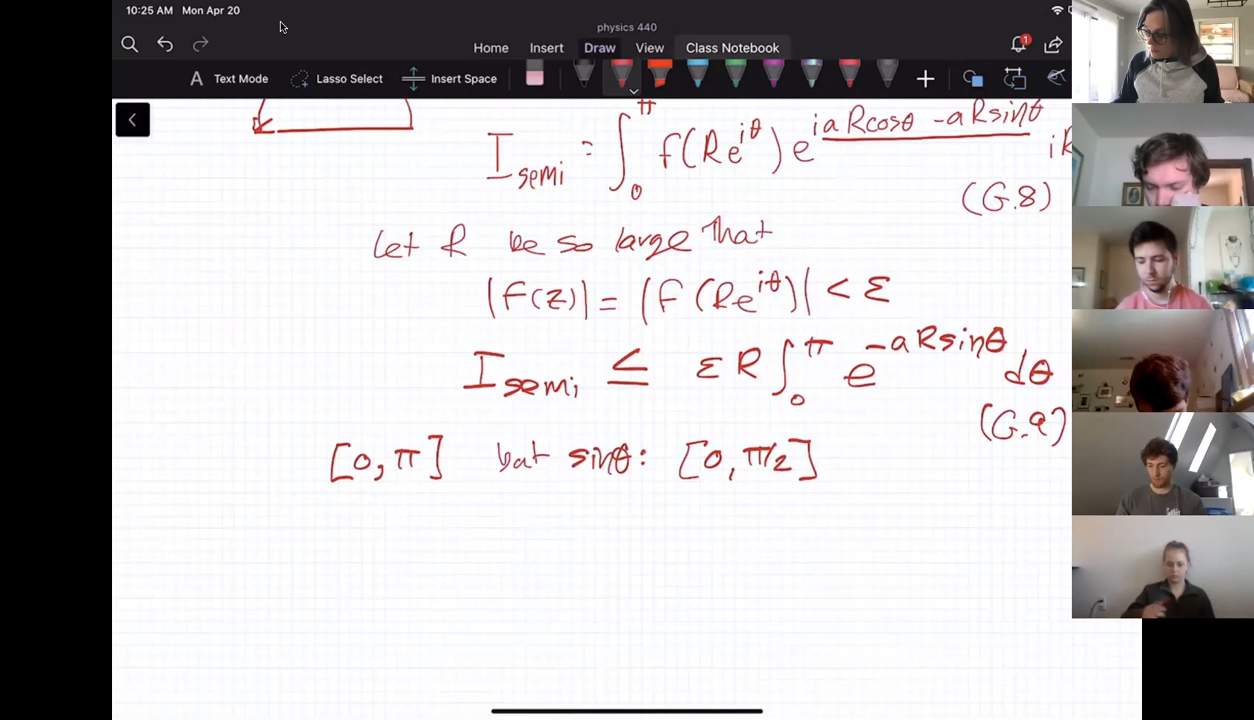 10:25 AM Mon Apr 20
physics 440
Home Insert Draw View Class Notebook
1
A Text Mode Lasso Select Insert Space
I_semi = ∫_0^π f(Re^{iθ}) e^{iaRcosθ - aRsinθ} iR
(G.8)
Let R be so large that
|f(z)| = |f(Re^{iθ})| < ε
I_semi ≤ εR ∫_0^π e^{-aRsinθ} dθ
(G.9)
[0, π] but sinθ: [0, π/2]